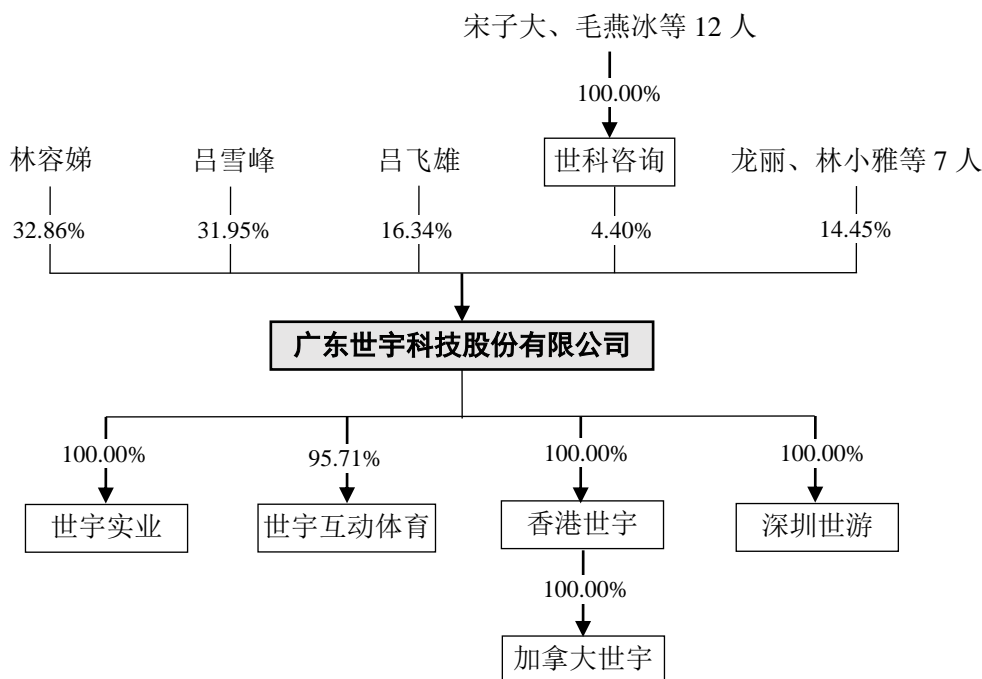 宋子大、毛燕冰等 12 人
100.00%
林容娣 吕雪峰 吕飞雄 世科咨询 龙丽、林小雅等 7 人
32.86% 31.95% 16.34% 4.40% 14.45%
广东世宇科技股份有限公司
100.00% 95.71% 100.00% 100.00%
世宇实业 世宇互动体育 香港世宇 深圳世游
100.00%
加拿大世宇